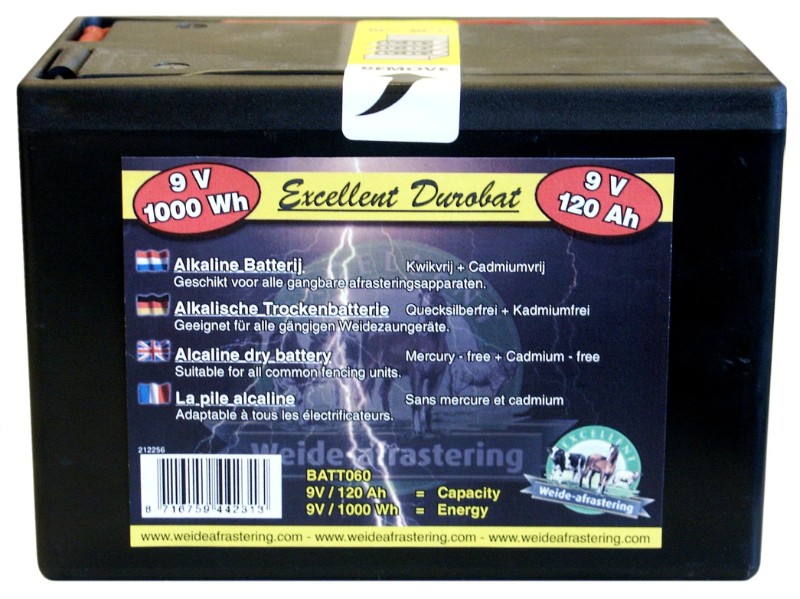 REMOVE
9 V
1000 Wh
Excellent Durobat
9 V
120 Ah
Alkaline Batterij
Kwikvrij + Cadmiumvrij
Geschikt voor alle gangbare afrasteringsapparaten.
Alkalische Trockenbatterie
Quecksilberfrei + Kadmiumfrei
Geeignet für alle gängigen Weidezaungeräte.
Alcaline dry battery
Mercury - free + Cadmium - free
Suitable for all common fencing units.
La pile alcaline
Sans mercure et cadmium
Adaptable à tous les électrificateurs.
Weide-afrastering
212256
8 716759 442313
BATT060
9V / 120 Ah = Capacity
9V / 1000 Wh = Energy
EXCELLENT
Weide-afrastering
www.weideafrastering.com - www.weideafrastering.com - www.weideafrastering.com